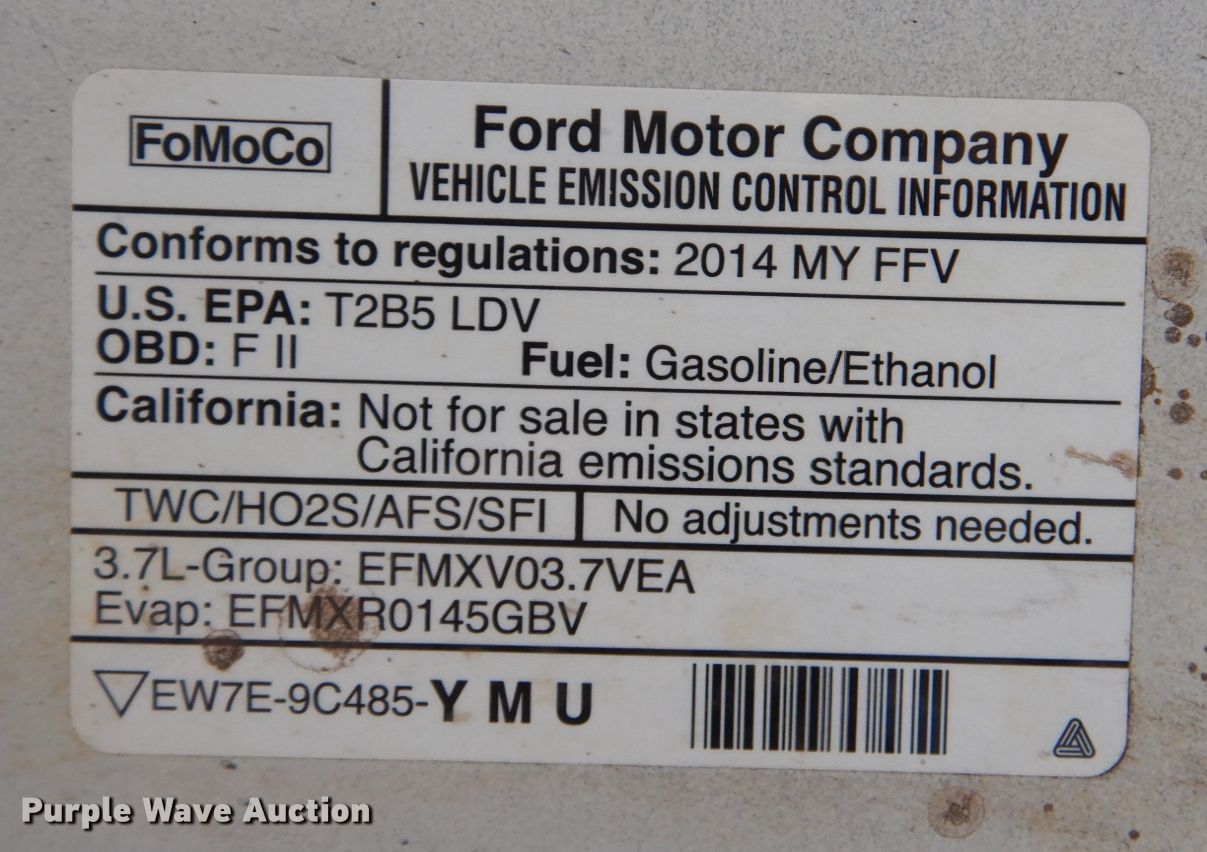 FoMoCo
Ford Motor Company
VEHICLE EMISSION CONTROL INFORMATION
Conforms to regulations: 2014 MY FFV
U.S. EPA: T2B5 LDV
OBD: F II Fuel: Gasoline/Ethanol
California: Not for sale in states with
California emissions standards.
TWC/HO2S/AFS/SFI No adjustments needed.
3.7L-Group: EFMXV03.7VEA
Evap: EFMXR0145GBV
EW7E-9C485-Y M U
Purple Wave Auction